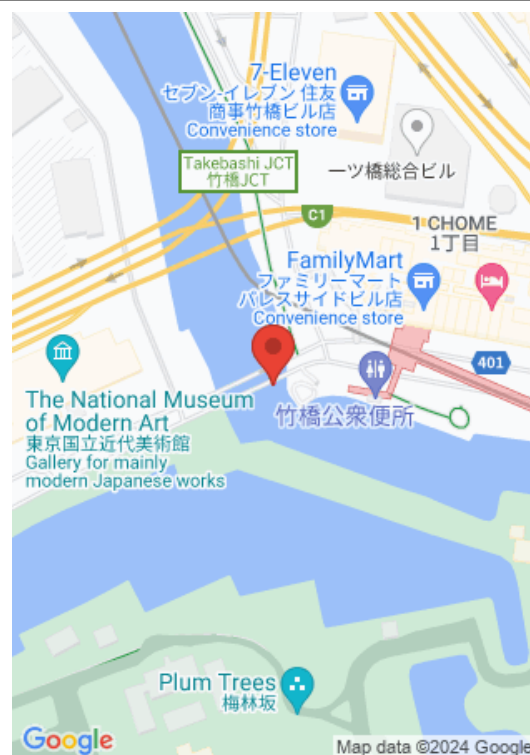 7-Eleven
セブン-イレブン 住友
商事竹橋ビル店
Convenience store
Takebashi JCT
竹橋JCT
一ツ橋総合ビル
C1
1 CHOME
1丁目
FamilyMart
ファミリーマート
パレスサイドビル店
Convenience store
401
The National Museum
of Modern Art
東京国立近代美術館
Gallery for mainly
modern Japanese works
竹橋公衆便所
Plum Trees
梅林坂
Google
Map data ©2024 Google